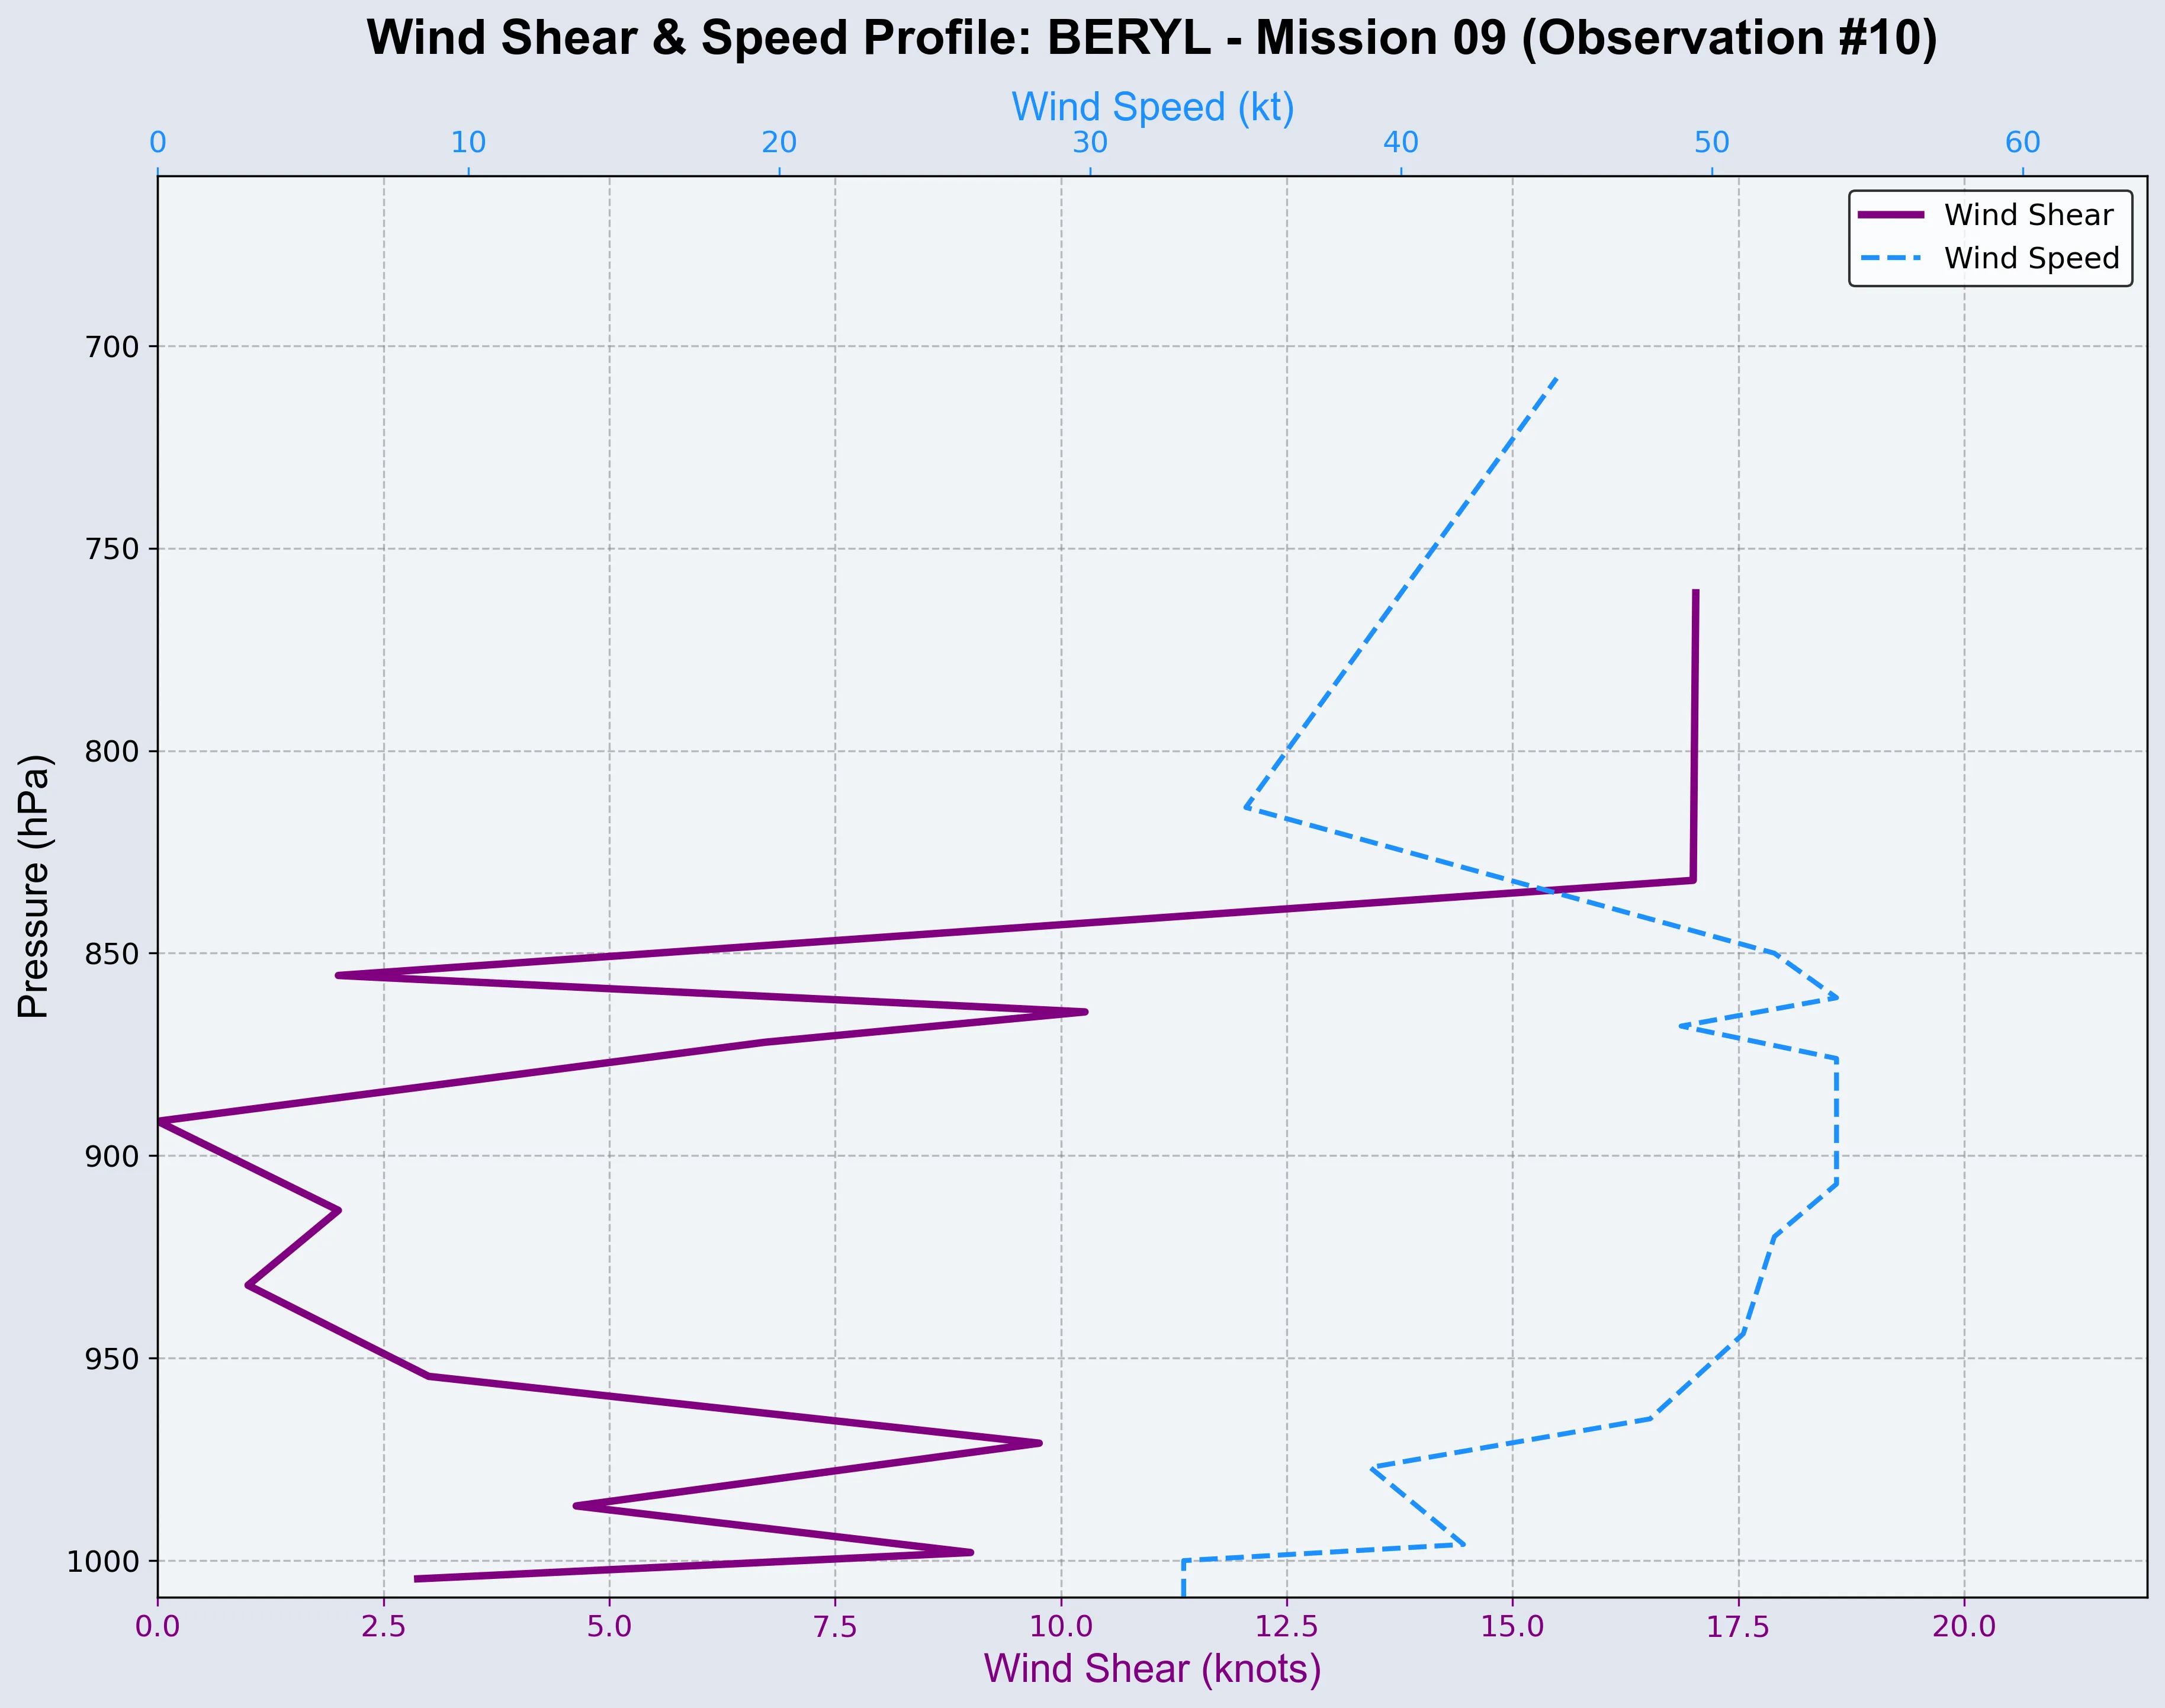 Wind Shear & Speed Profile: BERYL - Mission 09 (Observation #10)
Wind Speed (kt)
0 10 20 30 40 50 60
Wind Shear
Wind Speed
700
750
800
850
900
950
1000
Pressure (hPa)
0.0 2.5 5.0 7.5 10.0 12.5 15.0 17.5 20.0
Wind Shear (knots)